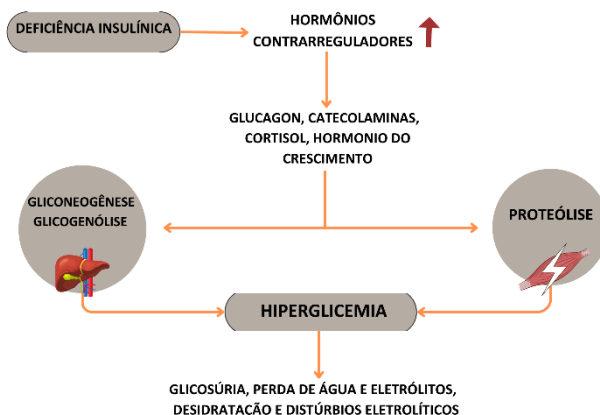 DEFICIÊNCIA INSULÍNICA
HORMÔNIOS
CONTRARREGULADORES
GLUCAGON, CATECOLAMINAS,
CORTISOL, HORMONIO DO
CRESCIMENTO
GLICONEOGÊNESE
GLICOGENÓLISE
PROTEÓLISE
HIPERGLICEMIA
GLICOSÚRIA, PERDA DE ÁGUA E ELETRÓLITOS,
DESIDRATAÇÃO E DISTÚRBIOS ELETROLÍTICOS